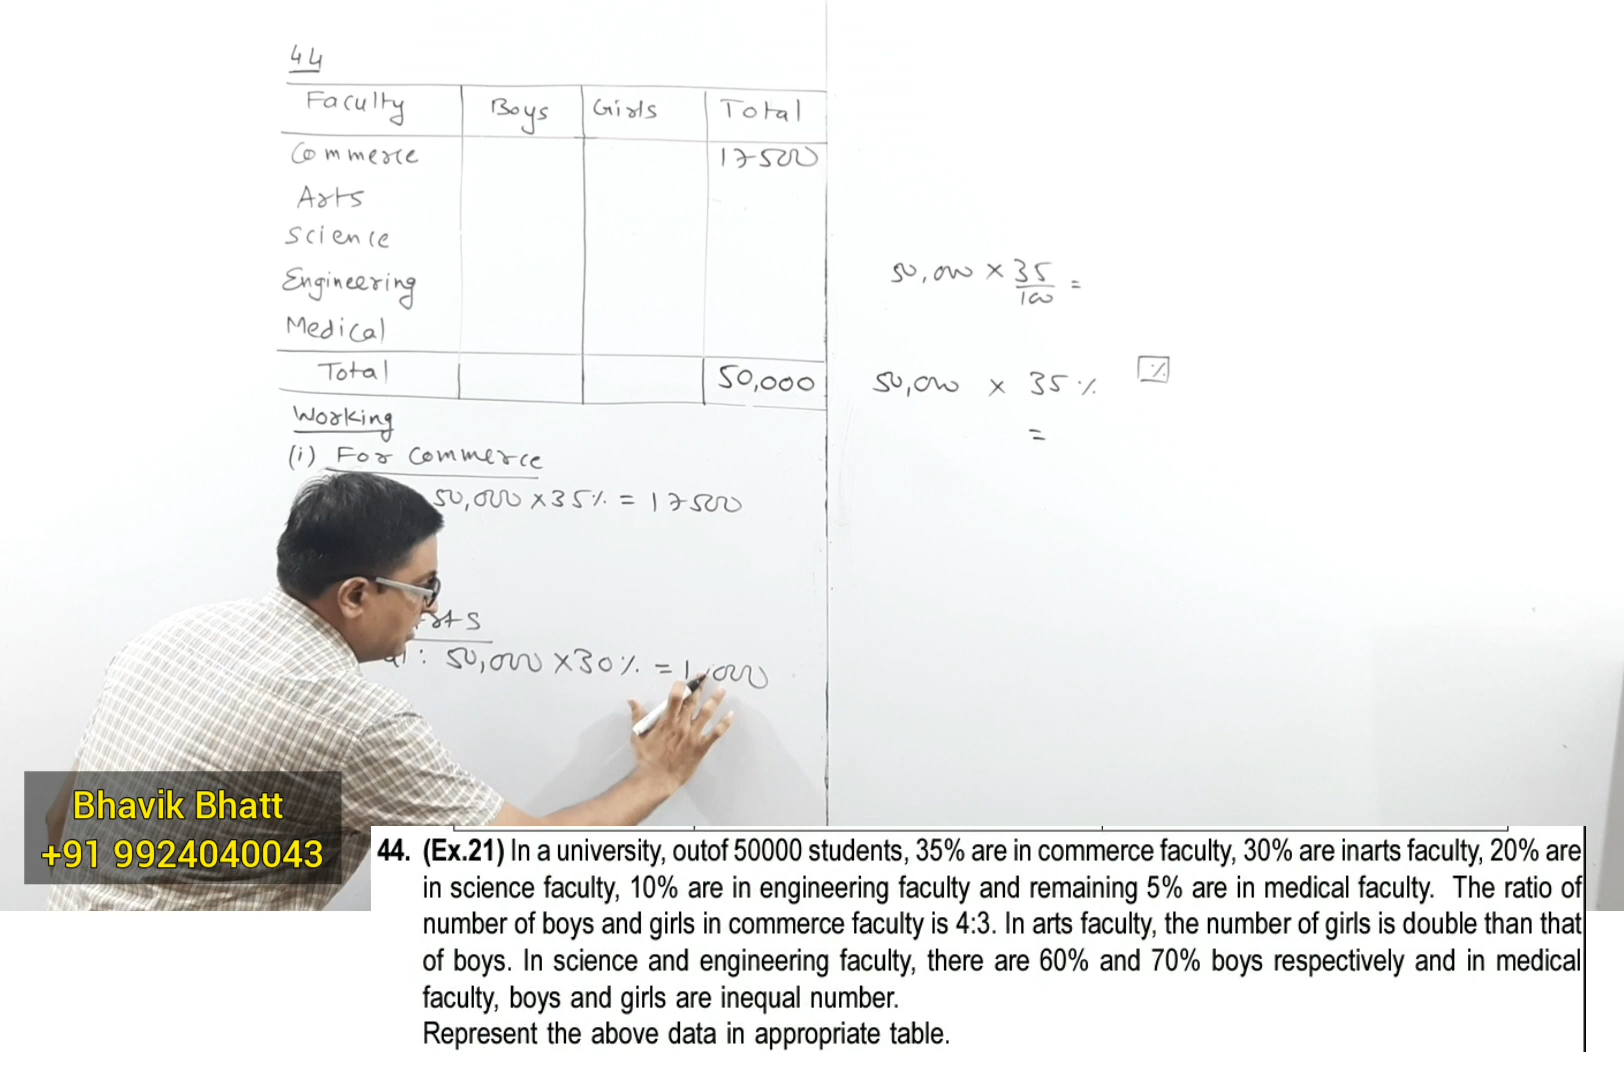 44
Faculty Boys Girls Total
Commerce 17500
Arts
Science
Engineering
Medical
Total 50,000
Working
(i) For Commerce
50,000 × 35% = 17500
rts
: 50,000 × 30% = 1 ,000
50,000 × 35/100 =
50,000 × 35%
=
%
Bhavik Bhatt
+91 9924040043
44. (Ex.21) In a university, outof 50000 students, 35% are in commerce faculty, 30% are inarts faculty, 20% are
in science faculty, 10% are in engineering faculty and remaining 5% are in medical faculty. The ratio of
number of boys and girls in commerce faculty is 4:3. In arts faculty, the number of girls is double than that
of boys. In science and engineering faculty, there are 60% and 70% boys respectively and in medical
faculty, boys and girls are inequal number.
Represent the above data in appropriate table.